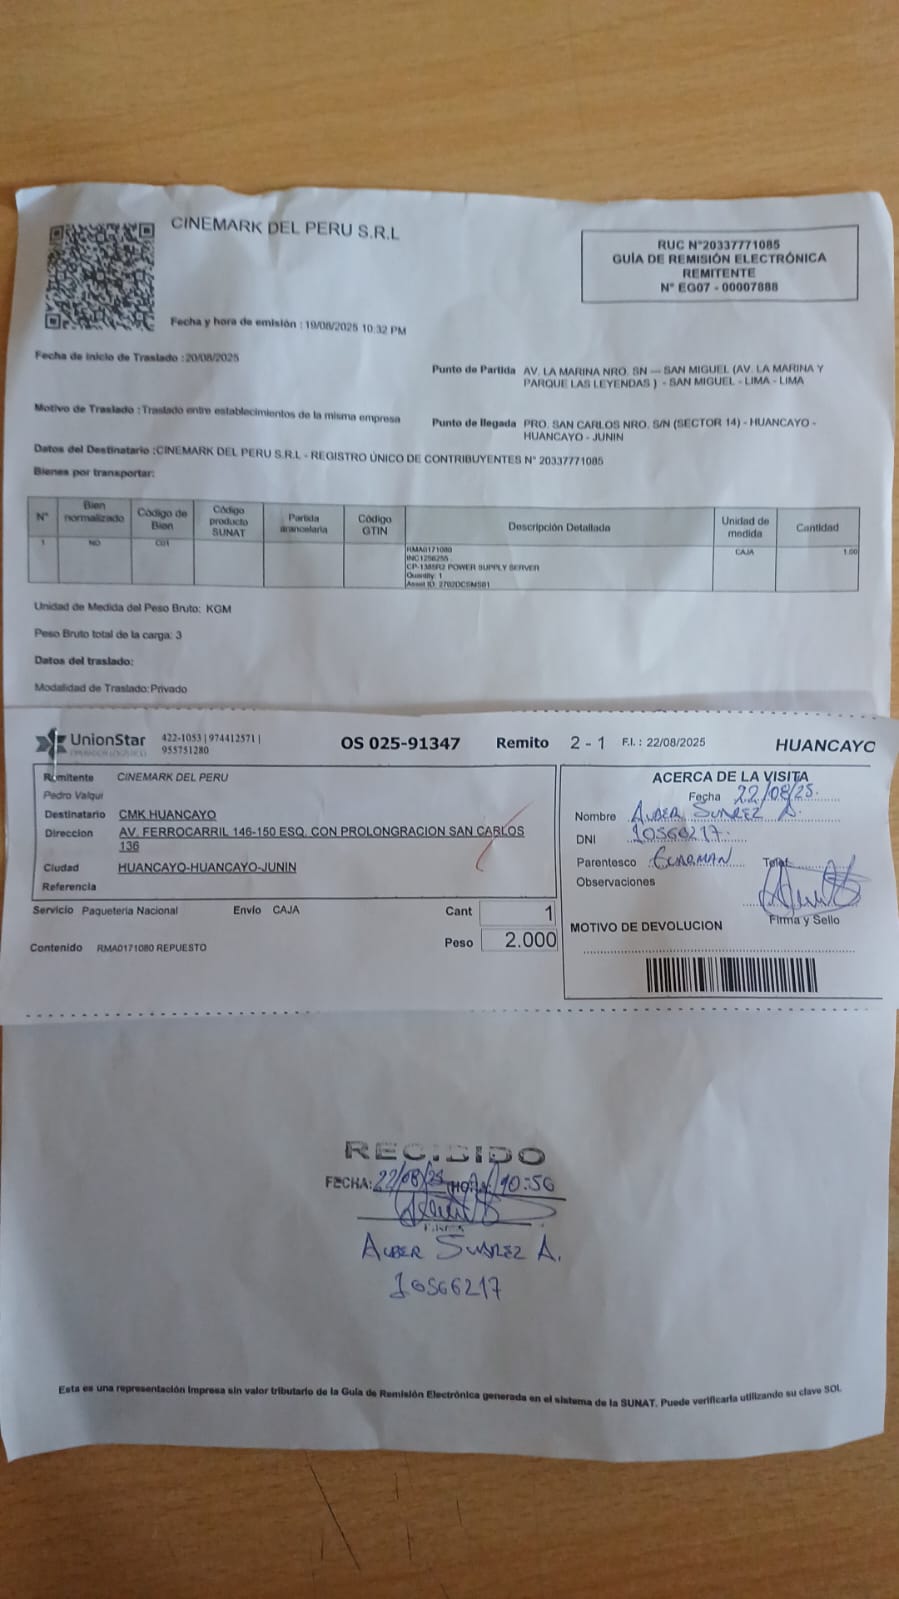 CINEMARK DEL PERU S.R.L
RUC N°20337771085
GUÍA DE REMISIÓN ELECTRÓNICA
REMITENTE
N° EG07 - 00007888
Fecha y hora de emisión : 19/08/2025 10:32 PM
Fecha de inicio de Traslado :20/08/2025
Punto de Partida AV. LA MARINA NRO. SN --- SAN MIGUEL (AV. LA MARINA Y
PARQUE LAS LEYENDAS ) - SAN MIGUEL - LIMA - LIMA
Motivo de Traslado :Traslado entre establecimientos de la misma empresa
Punto de llegada PRO. SAN CARLOS NRO. S/N (SECTOR 14) - HUANCAYO -
HUANCAYO - JUNIN
Datos del Destinatario :CINEMARK DEL PERU S.R.L - REGISTRO ÚNICO DE CONTRIBUYENTES N° 20337771085
Bienes por transportar:
N° Bien normalizado Código de Bien Código producto SUNAT Partida arancelaria Código GTIN Descripción Detallada Unidad de medida Cantidad
1 NO C01 RMA0171080 CAJA 1.00
CP-1385R2 POWER SUPPLY SERVER
Quantity: 1
Unidad de Medida del Peso Bruto: KGM
Peso Bruto total de la carga: 3
Datos del traslado:
Modalidad de Traslado:Privado
UnionStar 422-1053 | 974412571 |
955751280
OS 025-91347 Remito 2 - 1 F.I. : 22/08/2025 HUANCAYO
Remitente CINEMARK DEL PERU
Pedro Valqui
Destinatario CMK HUANCAYO
Direccion AV. FERROCARRIL 146-150 ESQ. CON PROLONGRACION SAN CARLOS
136
Ciudad HUANCAYO-HUANCAYO-JUNIN
Referencia
Servicio Paqueteria Nacional Envío CAJA Cant 1
Peso 2.000
Contenido RMA0171080 REPUESTO
ACERCA DE LA VISITA
Fecha 22/08/25.
Nombre AUBER SUAREZ A.
DNI 10566217.
Parentesco
Observaciones
Firma y Sello
MOTIVO DE DEVOLUCION
RECIBIDO
FECHA: 22/08/25 HORA: 10:56
AUBER SUAREZ A.
10566217
Esta es una representación impresa sin valor tributario de la Guía de Remisión Electrónica generada en el sistema de la SUNAT. Puede verificarla utilizando su clave SOL